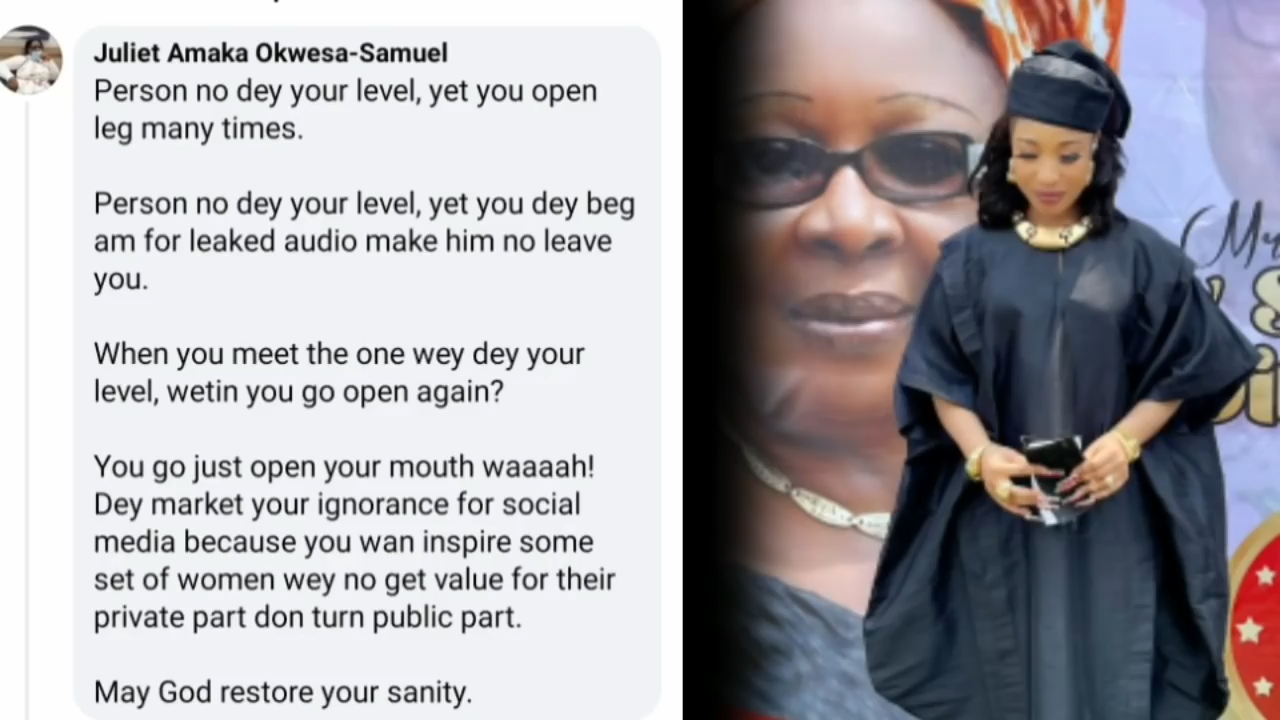 Juliet Amaka Okwesa-Samuel
Person no dey your level, yet you open
leg many times.
Person no dey your level, yet you dey beg
am for leaked audio make him no leave
you.
When you meet the one wey dey your
level, wetin you go open again?
You go just open your mouth waaaah!
Dey market your ignorance for social
media because you wan inspire some
set of women wey no get value for their
private part don turn public part.
May God restore your sanity.